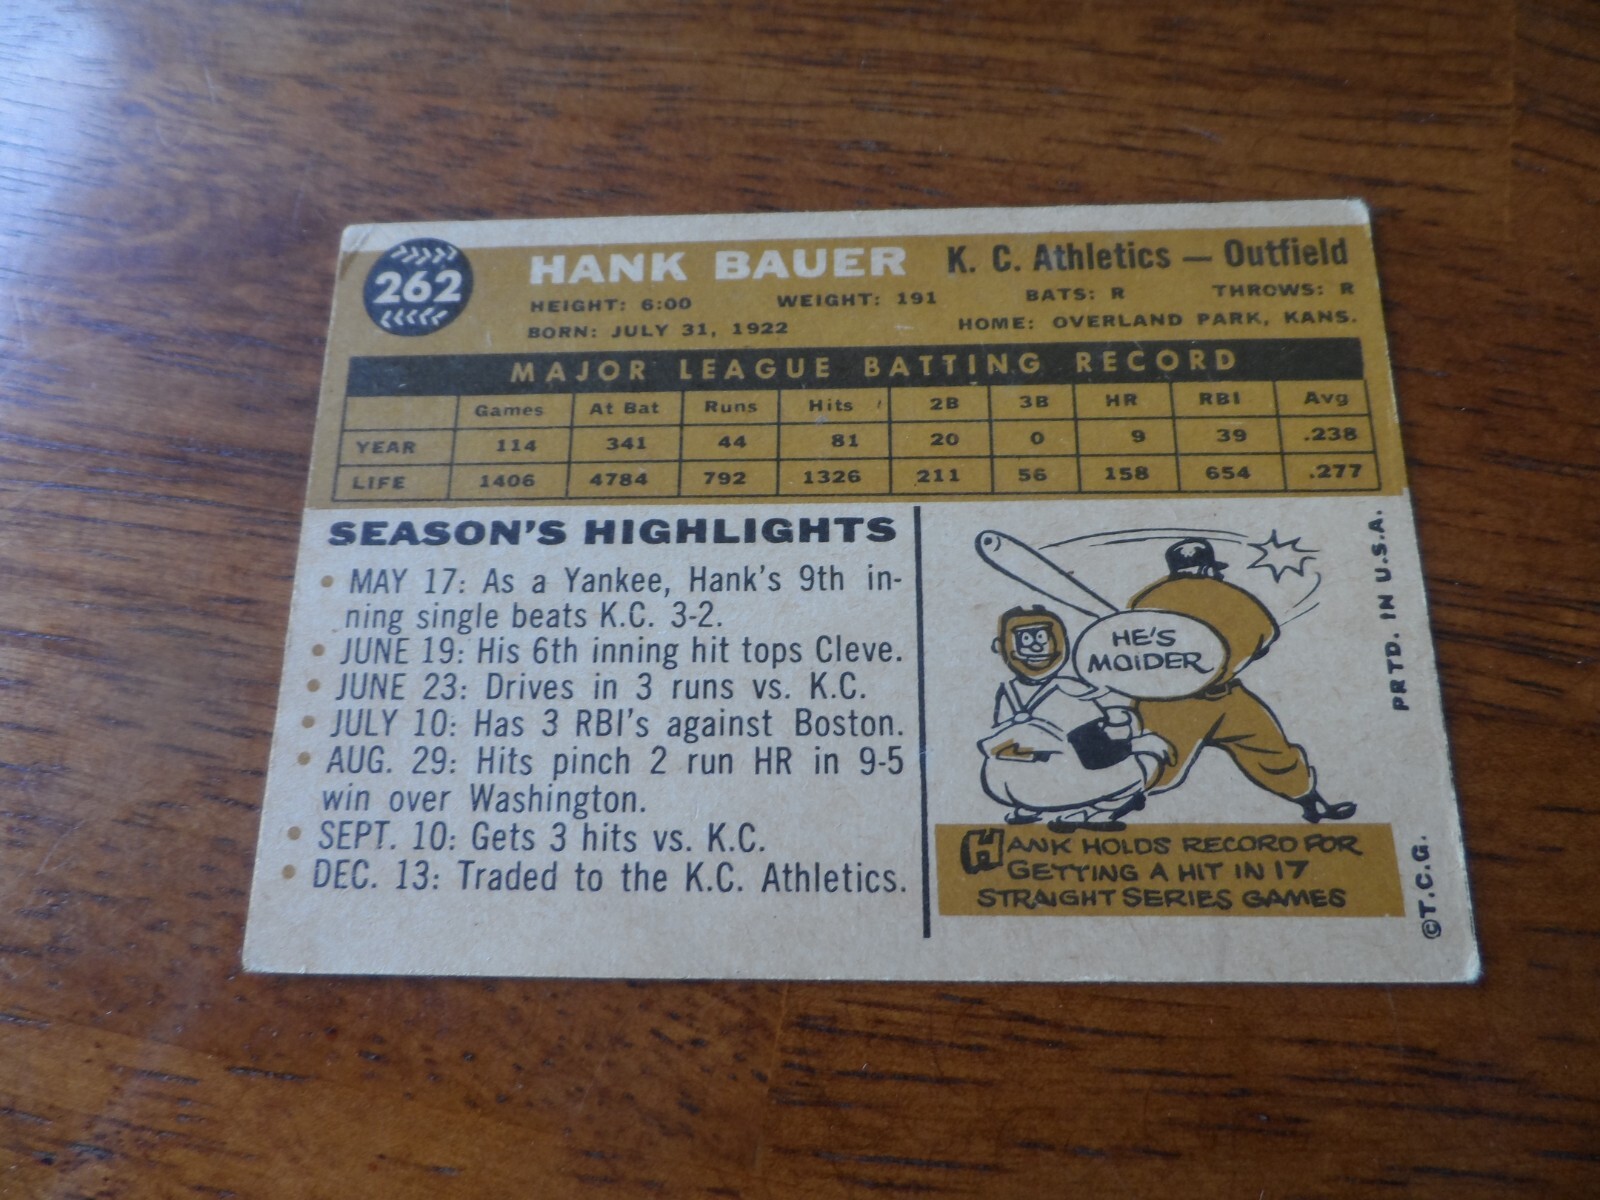 262
HANK BAUER K. C. Athletics — Outfield
HEIGHT: 6:00 WEIGHT: 191 BATS: R THROWS: R
BORN: JULY 31, 1922 HOME: OVERLAND PARK, KANS.
MAJOR LEAGUE BATTING RECORD
Games At Bat Runs Hits 2B 3B HR RBI Avg
YEAR 114 341 44 81 20 0 9 39 .238
LIFE 1406 4784 792 1326 211 56 158 654 .277
SEASON'S HIGHLIGHTS
• MAY 17: As a Yankee, Hank's 9th in-
ning single beats K.C. 3-2.
• JUNE 19: His 6th inning hit tops Cleve.
• JUNE 23: Drives in 3 runs vs. K.C.
• JULY 10: Has 3 RBI's against Boston.
• AUG. 29: Hits pinch 2 run HR in 9-5
win over Washington.
• SEPT. 10: Gets 3 hits vs. K.C.
• DEC. 13: Traded to the K.C. Athletics.
HE'S
MOIDER
HANK HOLDS RECORD FOR
GETTING A HIT IN 17
STRAIGHT SERIES GAMES
©T.C.G. PRTD. IN U.S.A.